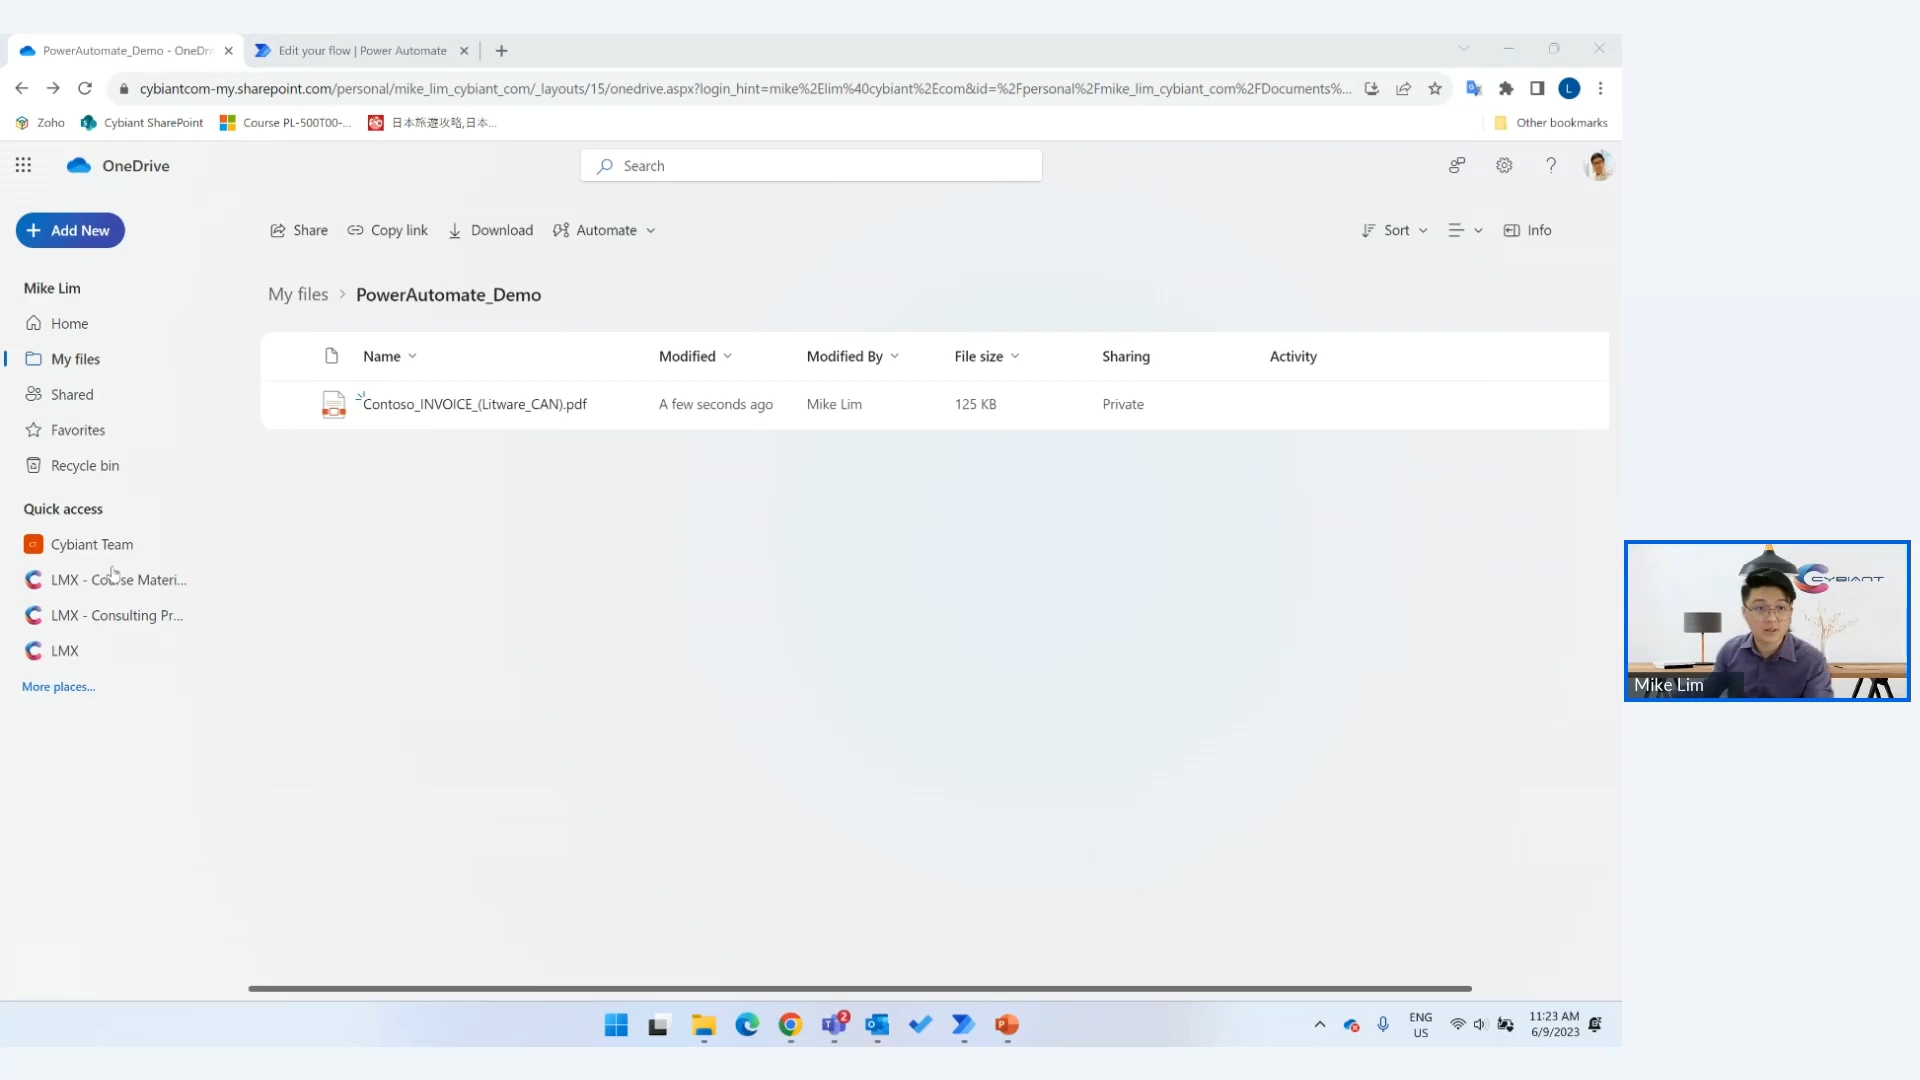 PowerAutomate_Demo - OneDri
Edit your flow | Power Automate
cybiantcom-my.sharepoint.com/personal/mike_lim_cybiant_com/_layouts/15/onedrive.aspx?login_hint=mike%2Elim%40cybiant%2Ecom&id=%2Fpersonal%2Fmike_lim_cybiant_com%2FDocuments%...
L
Zoho
Cybiant SharePoint
Course PL-500T00-...
日本旅遊攻略,日本...
Other bookmarks
OneDrive
Search
Add New
Share
Copy link
Download
Automate
Sort
Info
Mike Lim
Home
My files
Shared
Favorites
Recycle bin
Quick access
Cybiant Team
LMX - Course Materi...
LMX - Consulting Pr...
LMX
More places...
My files > PowerAutomate_Demo
Name Modified Modified By File size Sharing Activity
Contoso_INVOICE_(Litware_CAN).pdf A few seconds ago Mike Lim 125 KB Private
CYBIANT
Mike Lim
2
ENG
US
11:23 AM
6/9/2023